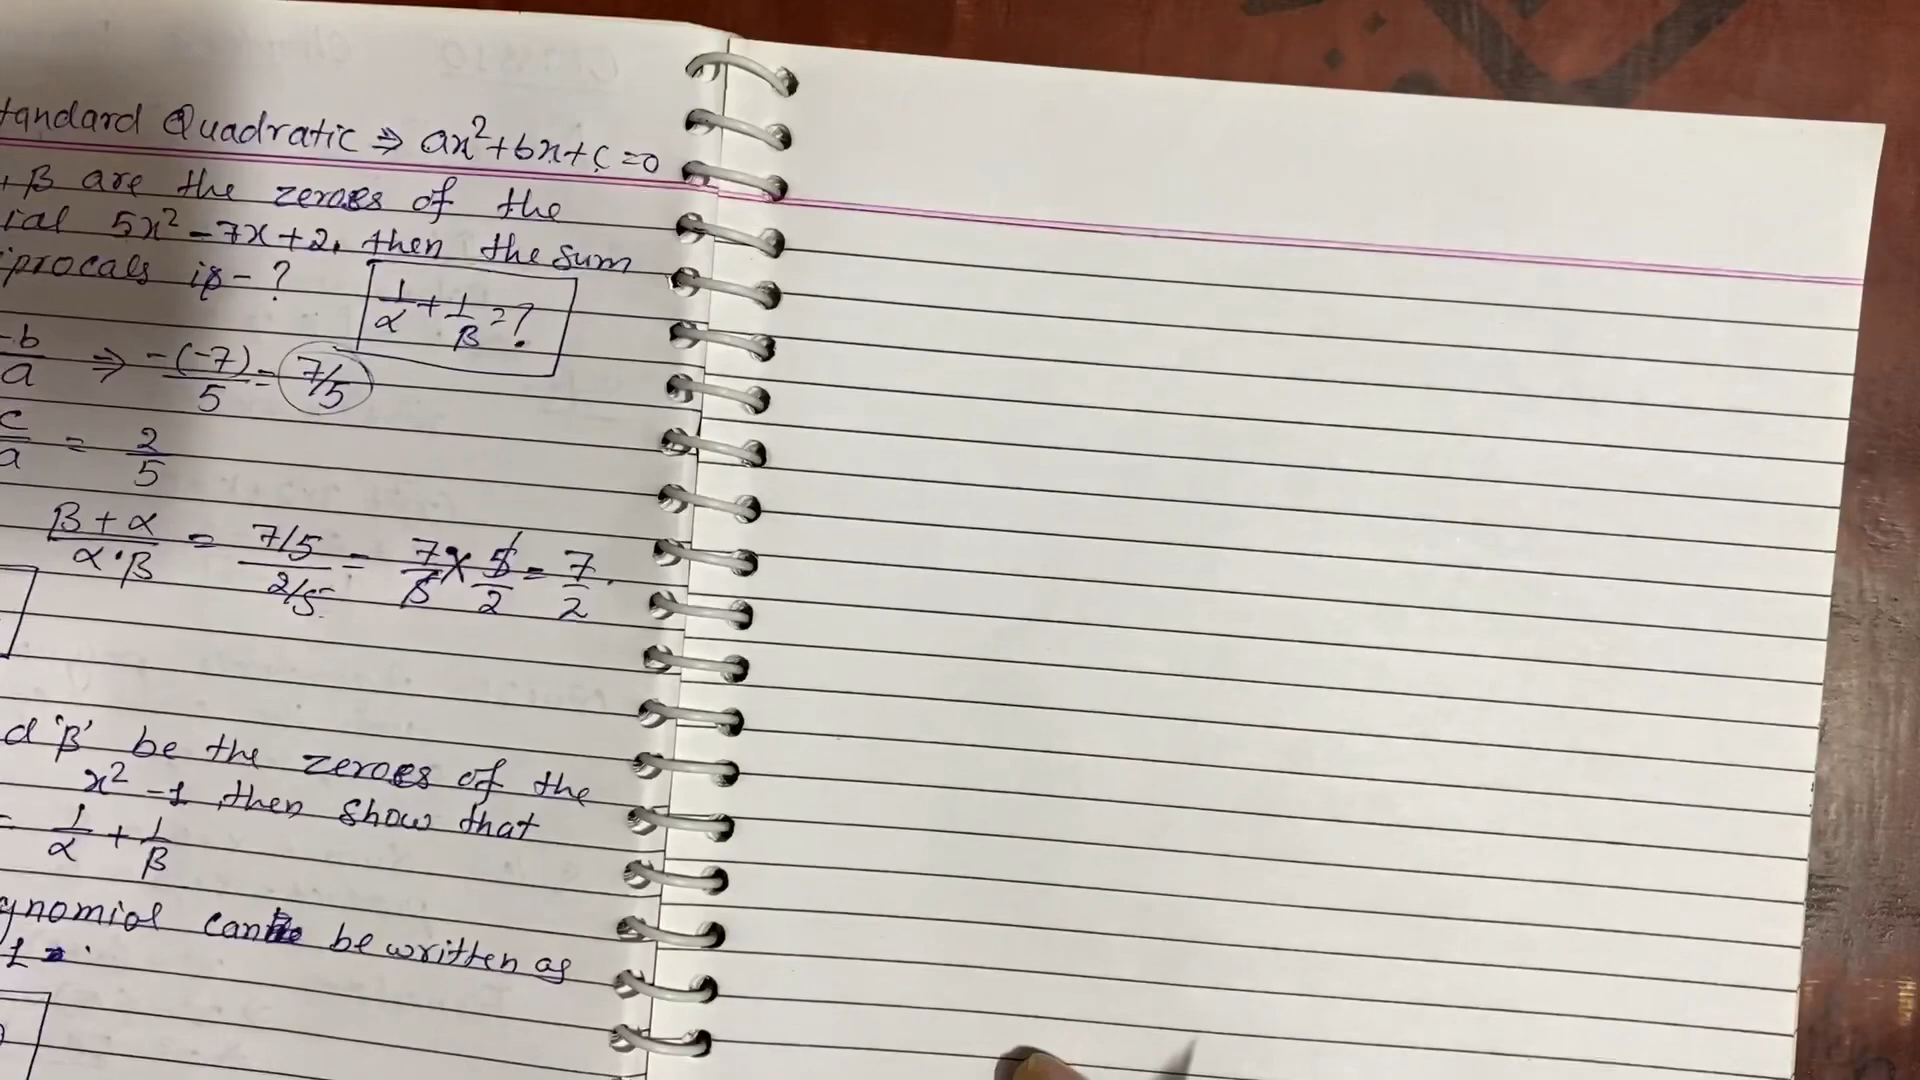 tandard Quadratic ⇒ ax²+bx+c=0
β are the zeroes of the
ial 5x²-7x+2, then the sum
iprocals is-?
1/α + 1/β = ?
-b/a ⇒ -(-7)/5 = 7/5
c/a = 2/5
β+α/α·β = 7/5/2/5 = 7/5 × 5/2 = 7/2.
d 'β' be the zeroes of the
x²-1, then show that
= 1/α + 1/β
ynomial can be written as